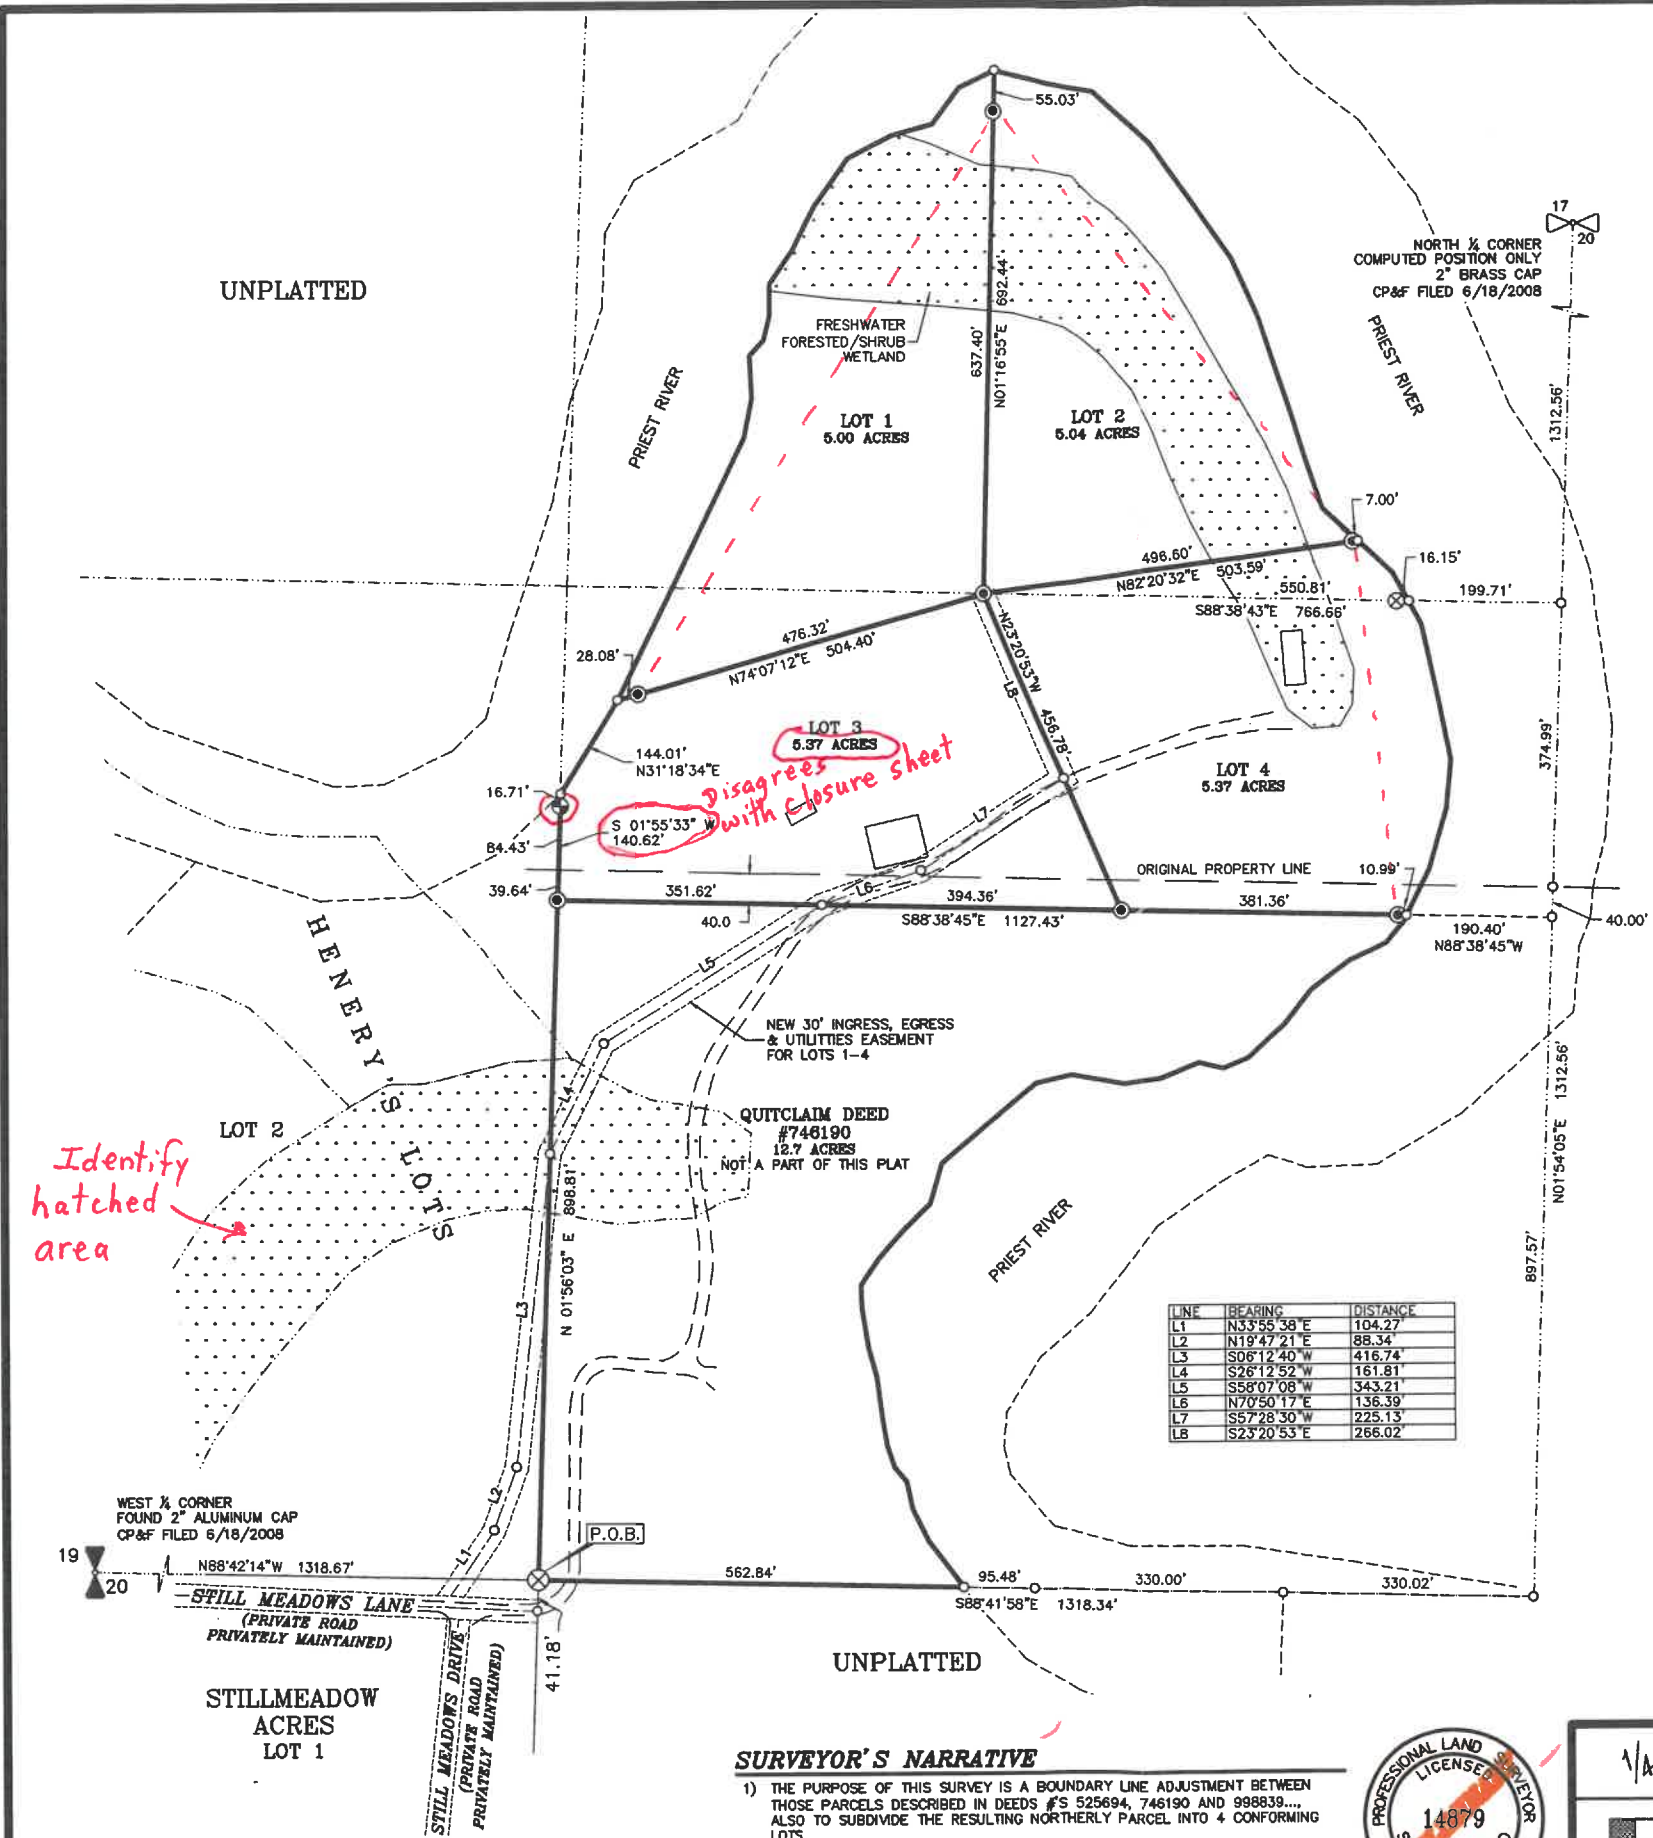 55.03'
17
20
NORTH ¼ CORNER
COMPUTED POSITION ONLY
2" BRASS CAP
CP&F FILED 6/18/2008
UNPLATTED
PRIEST RIVER
FRESHWATER
FORESTED/SHRUB
WETLAND
637.40'
N01°16'55"E 692.44'
PRIEST RIVER
1312.56'
LOT 1
5.00 ACRES
LOT 2
5.04 ACRES
7.00'
496.60'
N82°20'32"E 503.59'
16.15'
550.81'
S88°38'43"E 766.66'
199.71'
476.32'
N74°07'12"E 504.40'
28.08'
N23°20'53"W 456.78'
L8
LOT 3
5.37 ACRES
Disagrees
with closure sheet
144.01'
N31°18'34"E
16.71'
S 01°55'33" W
140.62'
84.43'
LOT 4
5.37 ACRES
374.99'
L7
ORIGINAL PROPERTY LINE
10.99'
39.64'
351.62'
L6
394.36'
381.36'
40.0
S88°38'45"E 1127.43'
190.40'
N88°38'45"W
40.00'
HENERY'S LOTS
L5
NEW 30' INGRESS, EGRESS
& UTILITIES EASEMENT
FOR LOTS 1-4
L4
LOT 2
QUITCLAIM DEED
#746190
12.7 ACRES
NOT A PART OF THIS PLAT
Identify
hatched
area
N 01°56'03" E 898.81'
N01°54'05"E 1312.56'
PRIEST RIVER
897.57'
L3
LINE BEARING DISTANCE
L1 N33°55'38"E 104.27'
L2 N19°47'21"E 88.34'
L3 S06°12'40"W 416.74'
L4 S26°12'52"W 161.81'
L5 S58°07'08"W 343.21'
L6 N70°50'17"E 136.39'
L7 S57°28'30"W 225.13'
L8 S23°20'53"E 266.02'
WEST ¼ CORNER
FOUND 2" ALUMINUM CAP
CP&F FILED 6/18/2008
L2
L1
P.O.B.
19
20
N88°42'14"W 1318.67'
562.84'
95.48'
330.00'
330.02'
S88°41'58"E 1318.34'
STILL MEADOWS LANE
(PRIVATE ROAD
PRIVATELY MAINTAINED)
STILL MEADOWS DRIVE
(PRIVATE ROAD
PRIVATELY MAINTAINED)
41.18'
UNPLATTED
STILLMEADOW
ACRES
LOT 1
SURVEYOR'S NARRATIVE
1) THE PURPOSE OF THIS SURVEY IS A BOUNDARY LINE ADJUSTMENT BETWEEN
THOSE PARCELS DESCRIBED IN DEEDS #'S 525694, 746190 AND 998839...,
ALSO TO SUBDIVIDE THE RESULTING NORTHERLY PARCEL INTO 4 CONFORMING
LOTS
PROFESSIONAL LAND SURVEYOR
LICENSED
14879